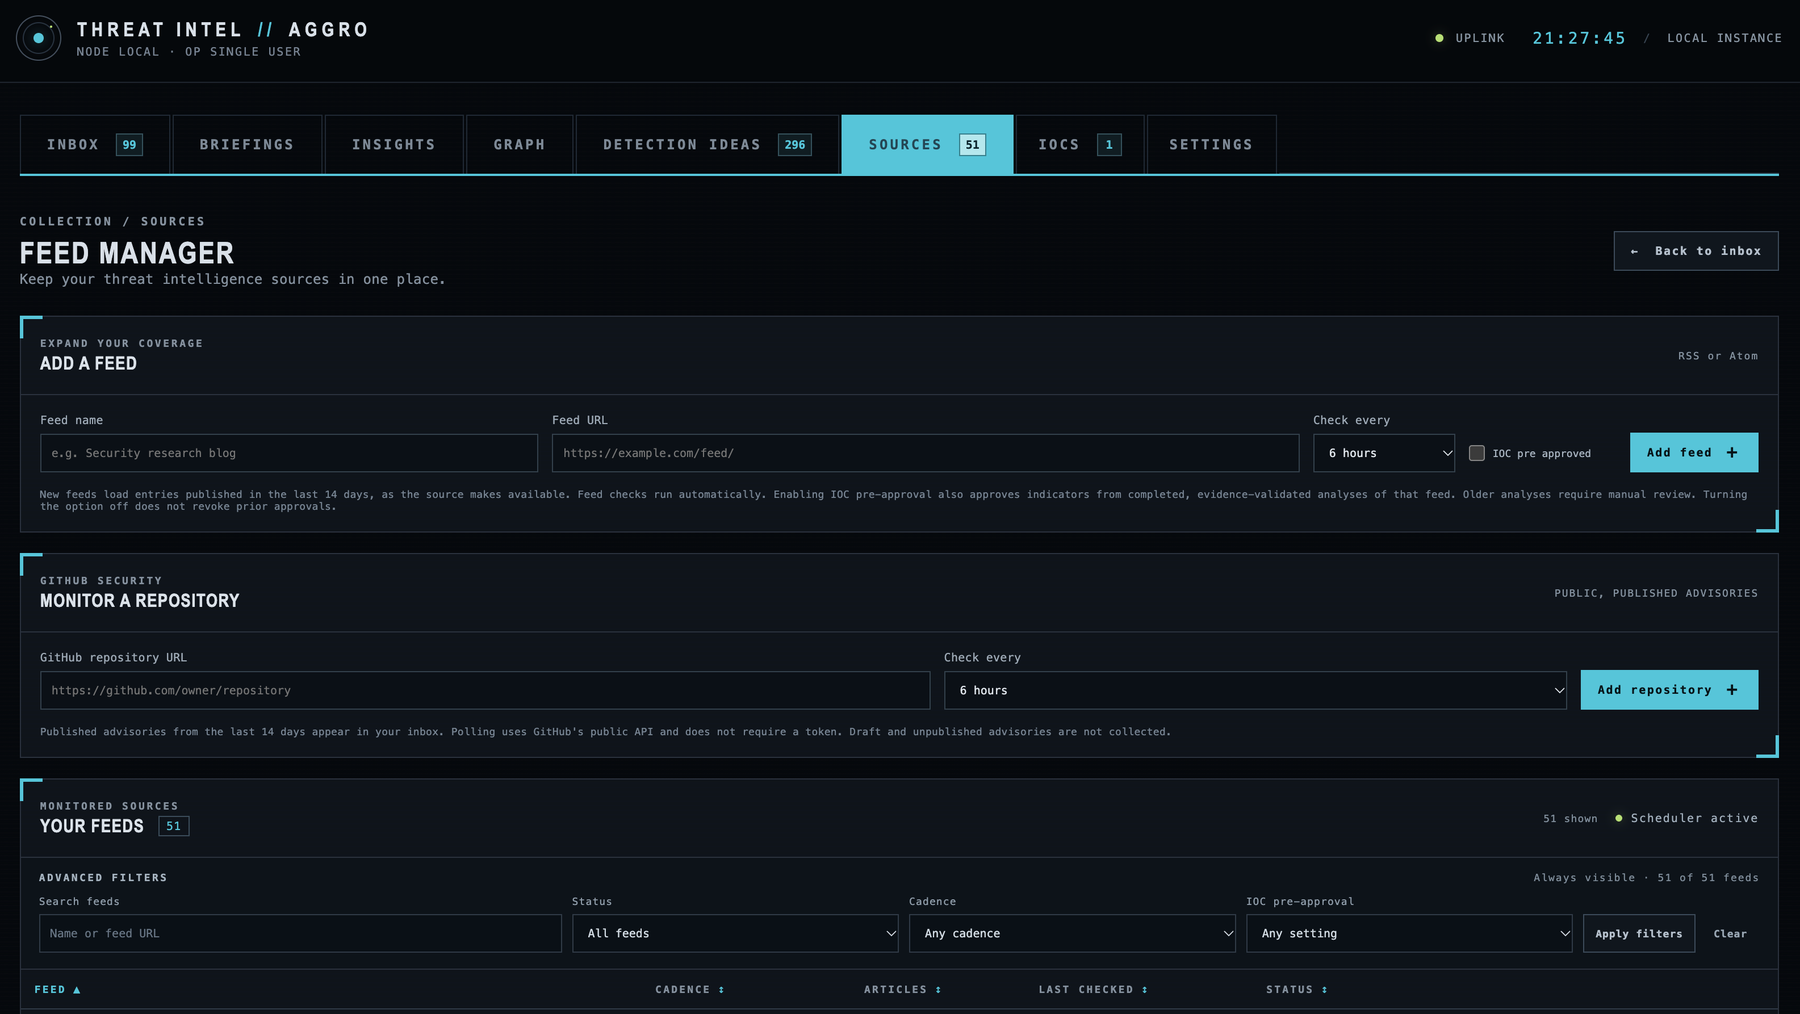 THREAT INTEL // AGGRO
NODE LOCAL · OP SINGLE USER
UPLINK 21:27:45 / LOCAL INSTANCE
INBOX 99 BRIEFINGS INSIGHTS GRAPH DETECTION IDEAS 296 SOURCES 51 IOCS 1 SETTINGS
COLLECTION / SOURCES
FEED MANAGER
Keep your threat intelligence sources in one place.
← Back to inbox
EXPAND YOUR COVERAGE
ADD A FEED
RSS or Atom
Feed name Feed URL Check every
e.g. Security research blog https://example.com/feed/ 6 hours IOC pre approved Add feed +
New feeds load entries published in the last 14 days, as the source makes available. Feed checks run automatically. Enabling IOC pre-approval also approves indicators from completed, evidence-validated analyses of that feed. Older analyses require manual review. Turning
the option off does not revoke prior approvals.
GITHUB SECURITY
MONITOR A REPOSITORY
PUBLIC, PUBLISHED ADVISORIES
GitHub repository URL Check every
https://github.com/owner/repository 6 hours Add repository +
Published advisories from the last 14 days appear in your inbox. Polling uses GitHub's public API and does not require a token. Draft and unpublished advisories are not collected.
MONITORED SOURCES
YOUR FEEDS 51
51 shown Scheduler active
ADVANCED FILTERS Always visible · 51 of 51 feeds
Search feeds Status Cadence IOC pre-approval
Name or feed URL All feeds Any cadence Any setting Apply filters Clear
FEED ▲ CADENCE ↕ ARTICLES ↕ LAST CHECKED ↕ STATUS ↕